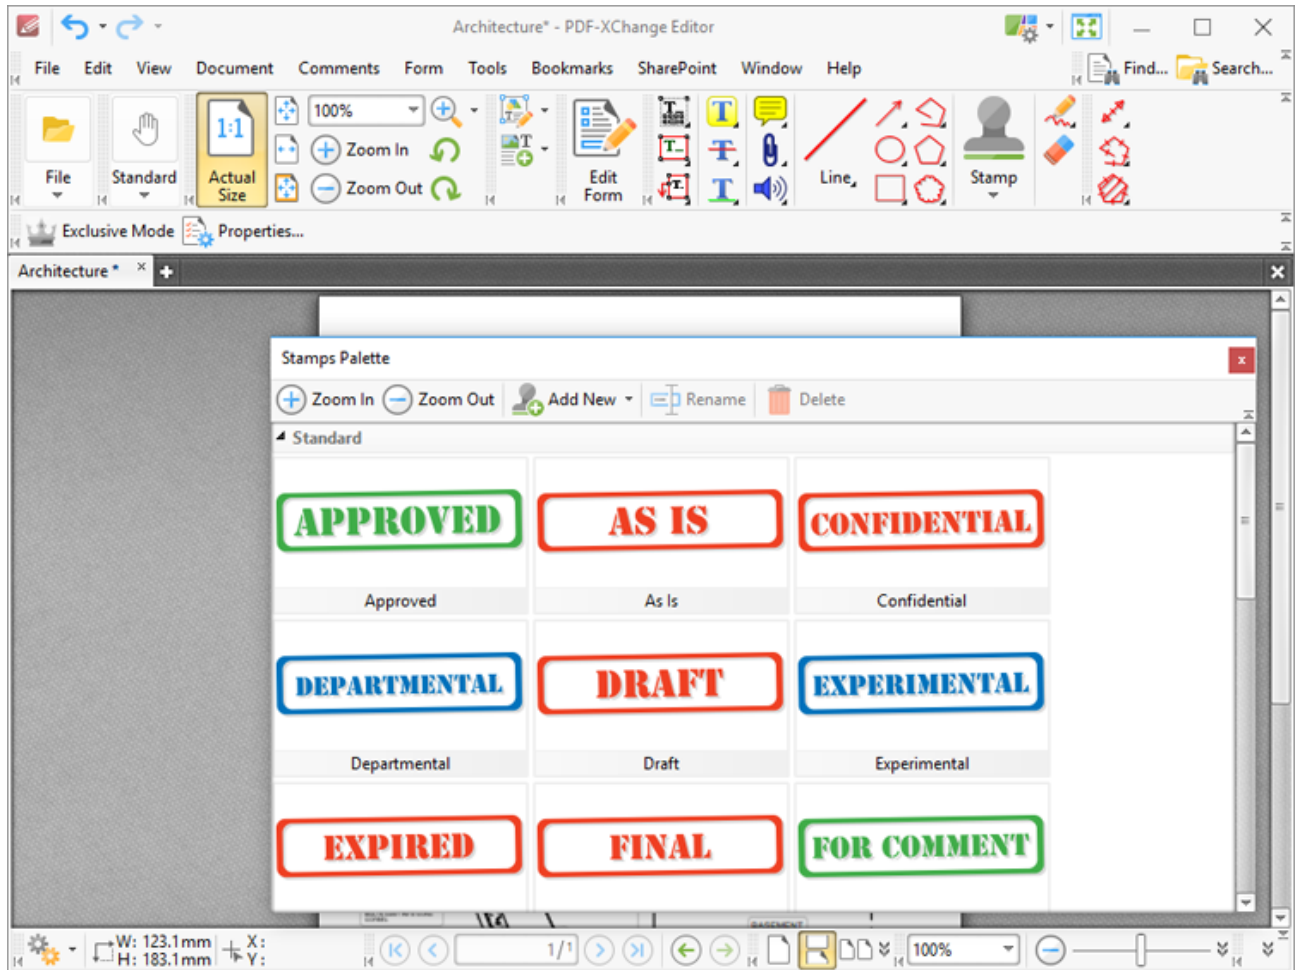 Architecture* - PDF-XChange Editor
File Edit View Document Comments Form Tools Bookmarks SharePoint Window Help Find... Search...
100%
1:1
Zoom In
Zoom Out
File
Standard
Actual Size
Edit Form
Line
Stamp
Exclusive Mode Properties...
Architecture *
Stamps Palette
Zoom In Zoom Out Add New Rename Delete
Standard
APPROVED AS IS CONFIDENTIAL
Approved As Is Confidential
DEPARTMENTAL DRAFT EXPERIMENTAL
Departmental Draft Experimental
EXPIRED FINAL FOR COMMENT
BASEMENT
W: 123.1mm X:
H: 183.1mm Y:
1/1
100%